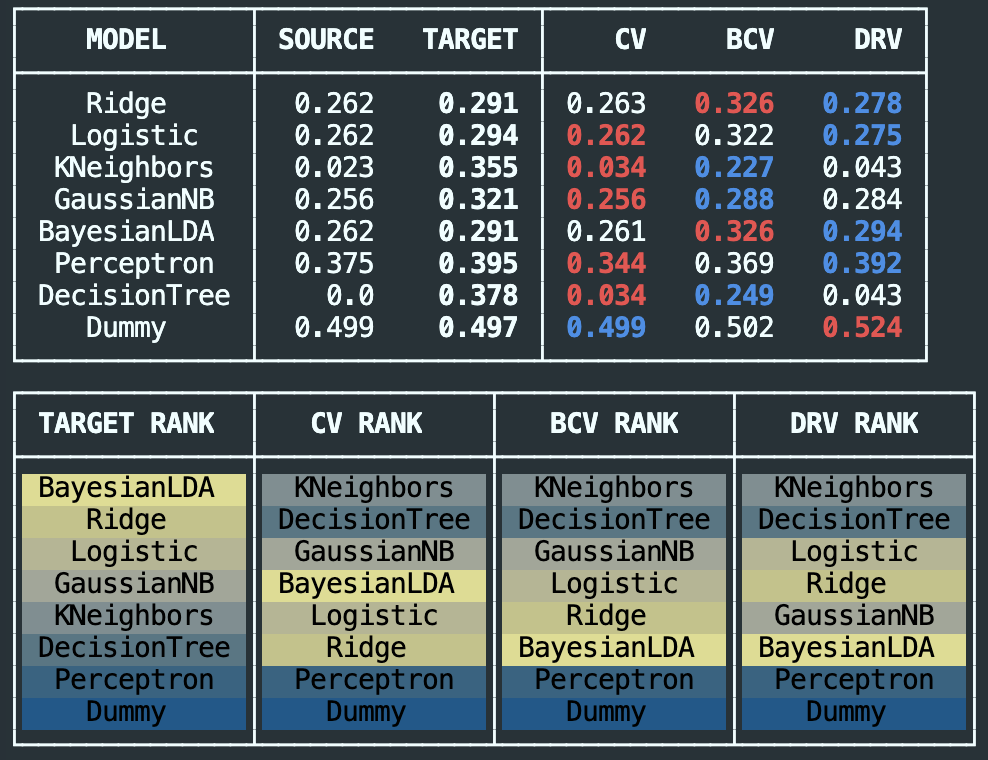 MODEL SOURCE TARGET CV BCV DRV
Ridge 0.262 0.291 0.263 0.326 0.278
Logistic 0.262 0.294 0.262 0.322 0.275
KNeighbors 0.023 0.355 0.034 0.227 0.043
GaussianNB 0.256 0.321 0.256 0.288 0.284
BayesianLDA 0.262 0.291 0.261 0.326 0.294
Perceptron 0.375 0.395 0.344 0.369 0.392
DecisionTree 0.0 0.378 0.034 0.249 0.043
Dummy 0.499 0.497 0.499 0.502 0.524
TARGET RANK CV RANK BCV RANK DRV RANK
BayesianLDA KNeighbors KNeighbors KNeighbors
Ridge DecisionTree DecisionTree DecisionTree
Logistic GaussianNB GaussianNB Logistic
GaussianNB BayesianLDA Logistic Ridge
KNeighbors Logistic Ridge GaussianNB
DecisionTree Ridge BayesianLDA BayesianLDA
Perceptron Perceptron Perceptron Perceptron
Dummy Dummy Dummy Dummy